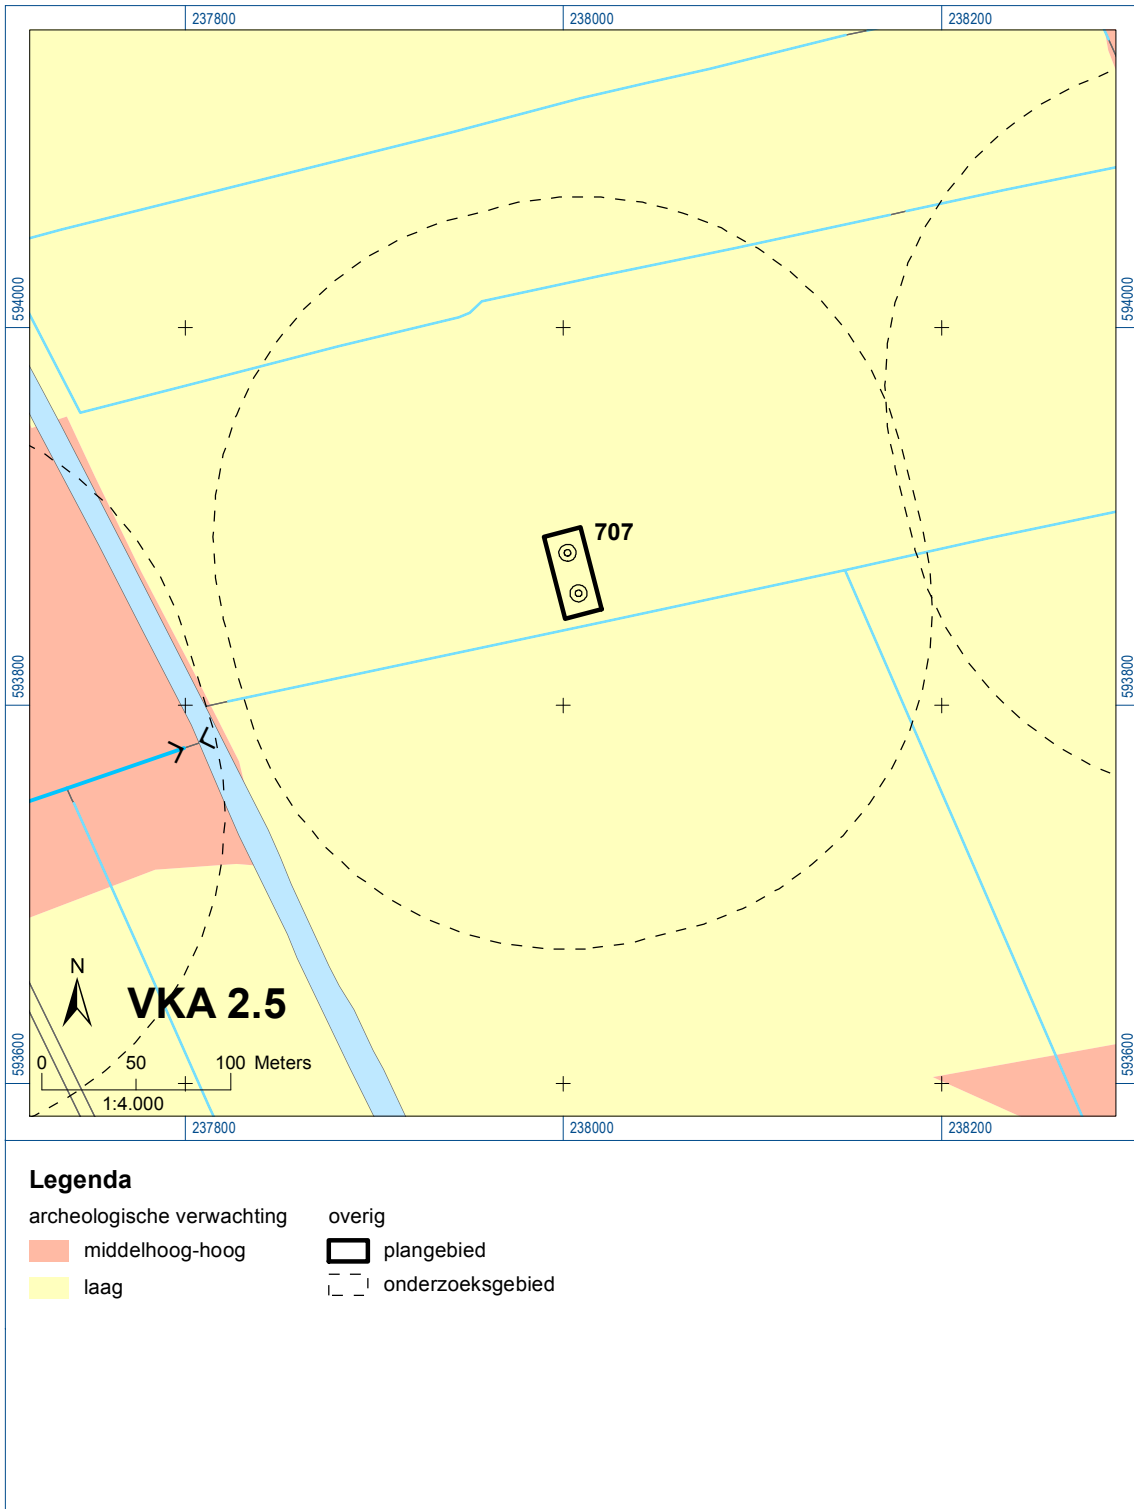 237800 238000 238200
594000 594000
707
593800 593800
N
VKA 2.5
0 50 100 Meters
1:4.000
593600 593600
237800 238000 238200
Legenda
archeologische verwachting overig
middelhoog-hoog plangebied
laag onderzoeksgebied